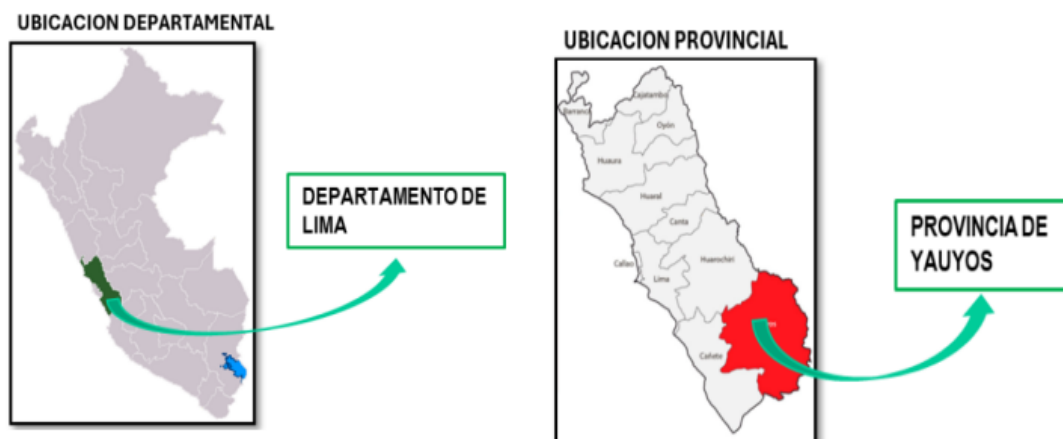 UBICACION DEPARTAMENTAL
DEPARTAMENTO DE
LIMA
UBICACION PROVINCIAL
Cajatambo
Barranca
Oyón
Huaura
Huaral
Canta
Callao
Lima
Huarochirí
Cañete
PROVINCIA DE
YAUYOS